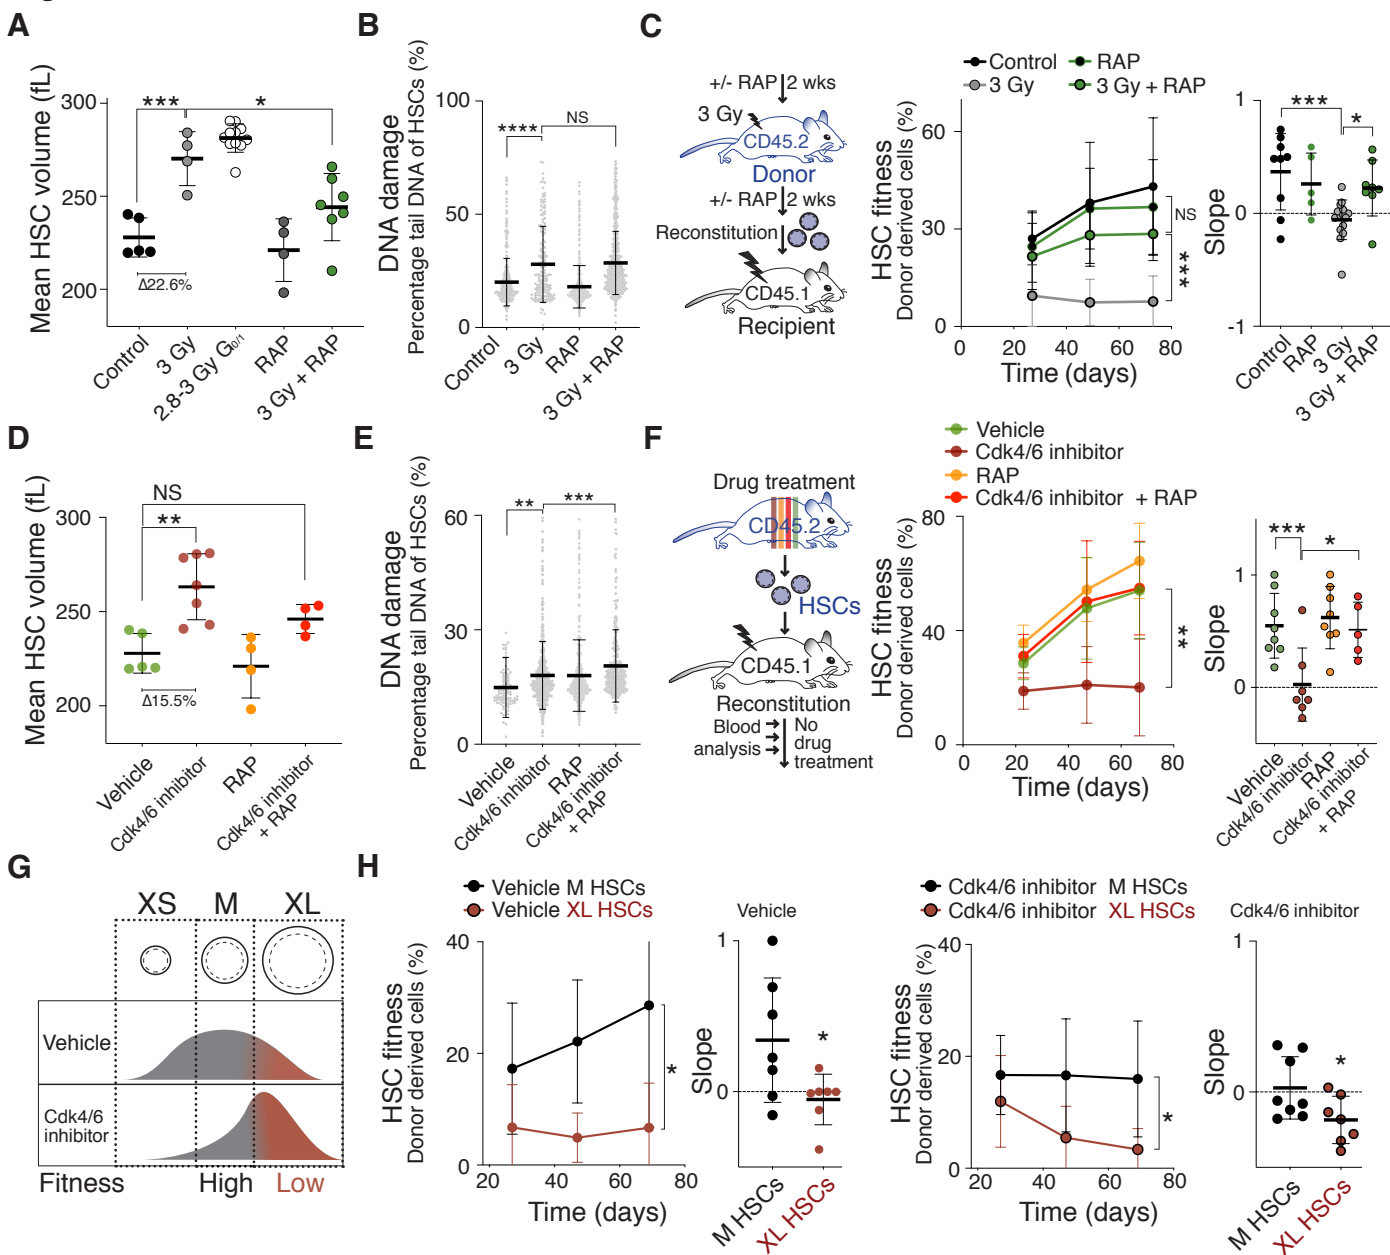 A
Mean HSC volume (fL)
300
250
200
***
*
Δ22.6%
Control
3 Gy
2.8-3 Gy G0/1
RAP
3 Gy + RAP
B
DNA damage
Percentage tail DNA of HSCs (%)
100
50
0
****
NS
Control
3 Gy
RAP
3 Gy + RAP
C
+/- RAP
2 wks
3 Gy
CD45.2
Donor
+/- RAP
2 wks
Reconstitution
CD45.1
Recipient
Control
RAP
3 Gy
3 Gy + RAP
HSC fitness
Donor derived cells (%)
60
30
0
0
20
40
60
80
Time (days)
NS
***
Slope
1
0
-1
***
*
Control
RAP
3 Gy
3 Gy + RAP
D
Mean HSC volume (fL)
300
250
200
NS
**
Δ15.5%
Vehicle
Cdk4/6 inhibitor
RAP
Cdk4/6 inhibitor
+ RAP
E
DNA damage
Percentage tail DNA of HSCs (%)
60
30
0
**
***
Vehicle
Cdk4/6 inhibitor
RAP
Cdk4/6 inhibitor
+ RAP
F
Drug treatment
CD45.2
HSCs
CD45.1
Reconstitution
Blood
analysis
No
drug
treatment
Vehicle
Cdk4/6 inhibitor
RAP
Cdk4/6 inhibitor + RAP
HSC fitness
Donor derived cells (%)
80
40
0
0
20
40
60
80
Time (days)
**
Slope
1
0
***
*
Vehicle
Cdk4/6 inhibitor
RAP
Cdk4/6 inhibitor
+ RAP
G
XS
M
XL
Vehicle
Cdk4/6
inhibitor
Fitness
High
Low
H
Vehicle M HSCs
Vehicle XL HSCs
HSC fitness
Donor derived cells (%)
40
20
0
20
40
60
80
Time (days)
*
Vehicle
Slope
1
0
*
M HSCs
XL HSCs
Cdk4/6 inhibitor M HSCs
Cdk4/6 inhibitor XL HSCs
HSC fitness
Donor derived cells (%)
40
20
0
20
40
60
80
Time (days)
*
Cdk4/6 inhibitor
Slope
1
0
*
M HSCs
XL HSCs